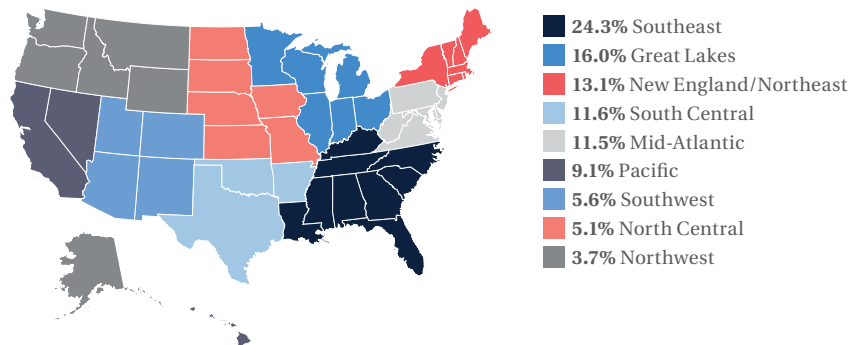 24.3% Southeast
16.0% Great Lakes
13.1% New England/Northeast
11.6% South Central
11.5% Mid-Atlantic
9.1% Pacific
5.6% Southwest
5.1% North Central
3.7% Northwest